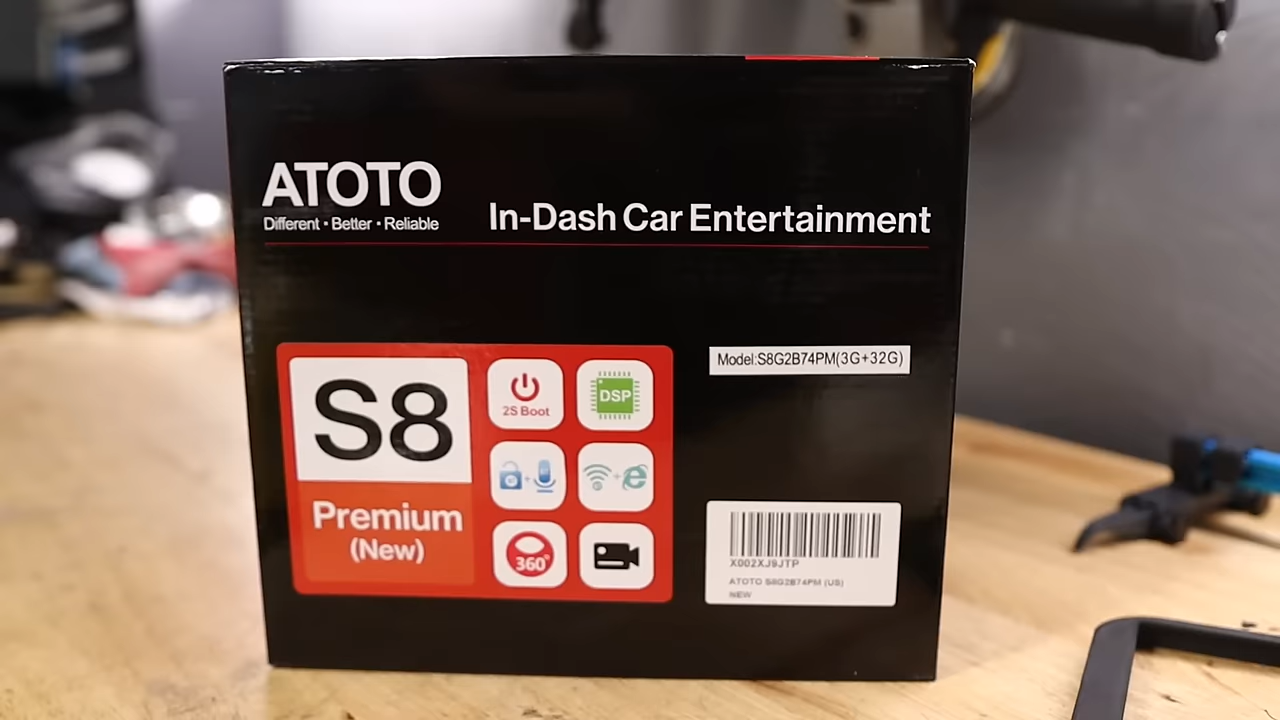 ATOTO
Different • Better • Reliable
In-Dash Car Entertainment
S8
Premium
(New)
2S Boot
DSP
360°
Model:S8G2B74PM(3G+32G)
X002XJ9JTP
ATOTO S8G2B74PM (US)
NEW